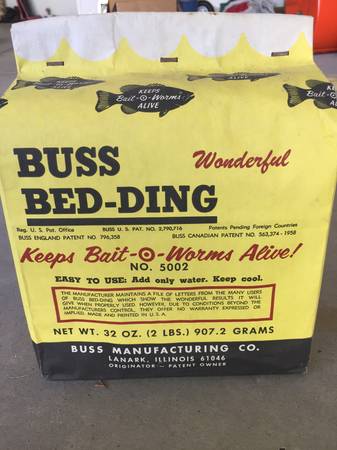 KEEPS
Bait-O-Worms
ALIVE
KEEPS
Bait-O-Worms
ALIVE
BUSS
Wonderful
BED-DING
Reg. U. S. Pat. Office
BUSS U. S. PAT. NO. 2,790,716
Patents Pending Foreign Countries
BUSS ENGLAND PATENT NO. 796,358
BUSS CANADIAN PATENT NO. 563,374 - 1958
Keeps Bait-O-Worms Alive!
NO. 5002
EASY TO USE: Add only water. Keep cool.
THE MANUFACTURER MAINTAINS A FILE OF LETTERS FROM THE MANY USERS
OF BUSS BED-DING, WHICH SHOW THE WONDERFUL RESULTS IT WILL
GIVE WHEN PROPERLY USED. HOWEVER, DUE TO CONDITIONS BEYOND THE
MANUFACTURERS CONTROL, THEY OFFER NO WARRANTY EXPRESSED OR
IMPLIED. MADE AND PRINTED IN U.S.A.
NET WT. 32 OZ. (2 LBS.) 907.2 GRAMS
BUSS MANUFACTURING CO.
LANARK, ILLINOIS 61046
ORIGINATOR - PATENT OWNER